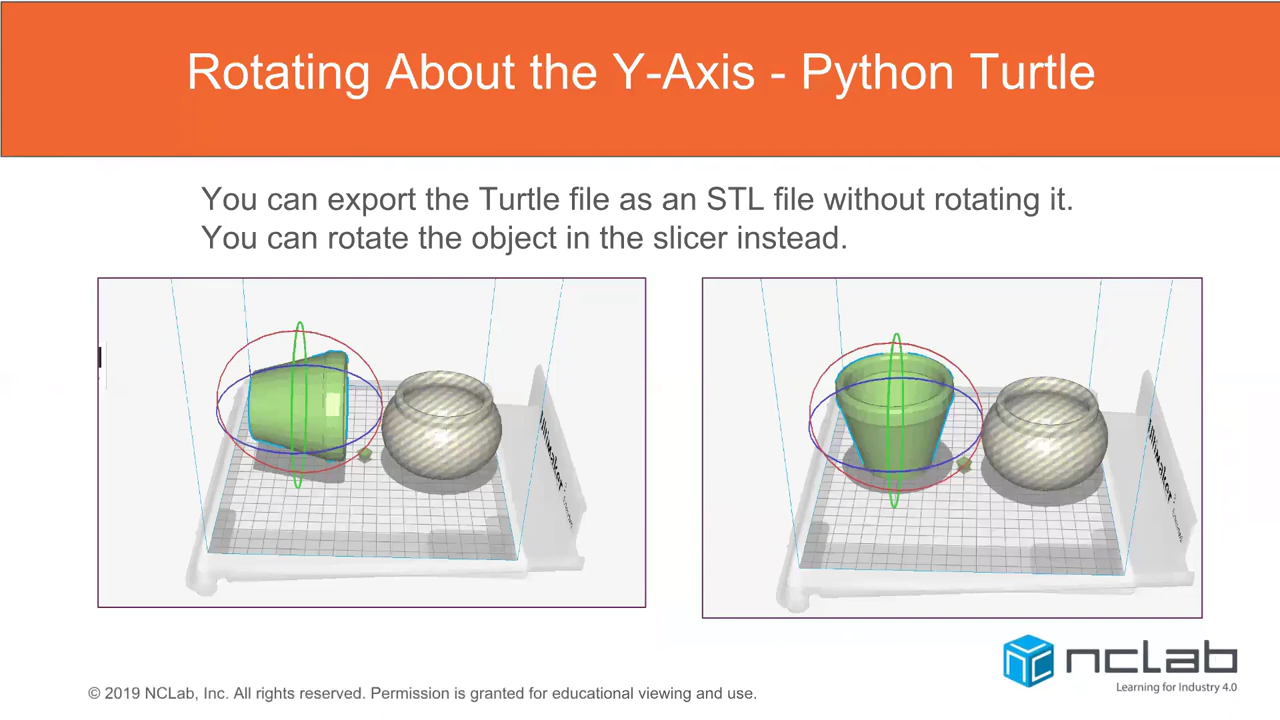 Rotating About the Y-Axis - Python Turtle
You can export the Turtle file as an STL file without rotating it.
You can rotate the object in the slicer instead.
nclab
Learning for Industry 4.0
© 2019 NCLab, Inc. All rights reserved. Permission is granted for educational viewing and use.